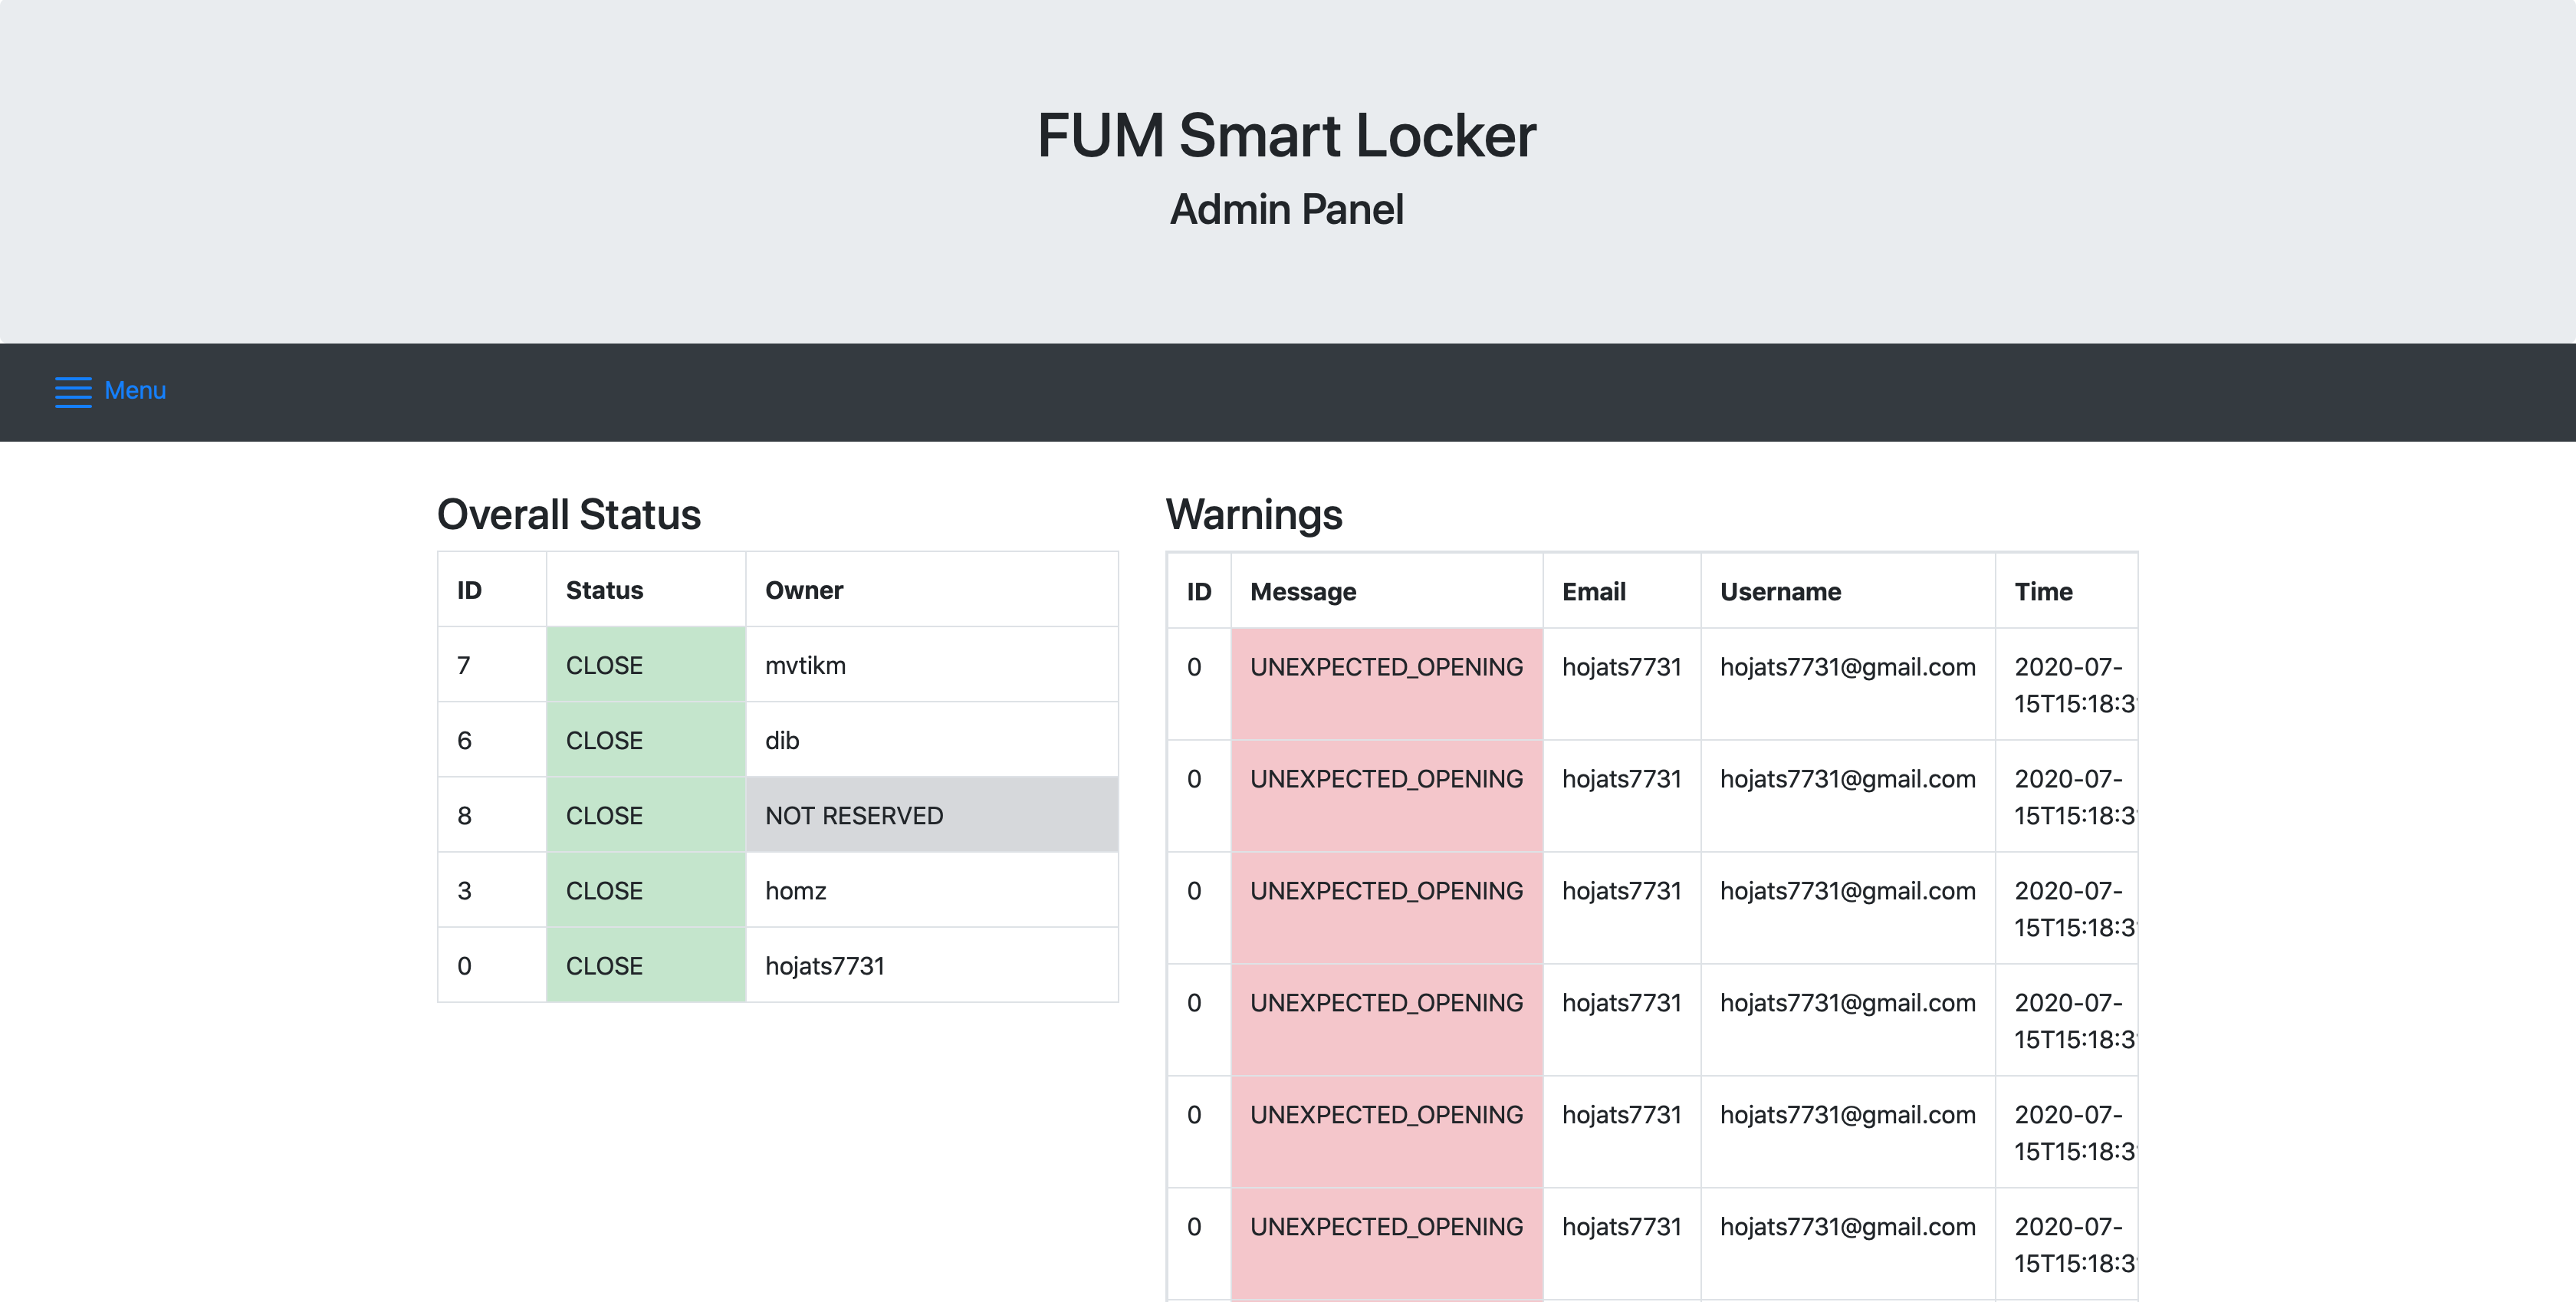 FUM Smart Locker
Admin Panel
Menu
Overall Status
ID Status Owner
7 CLOSE mvtikm
6 CLOSE dib
8 CLOSE NOT RESERVED
3 CLOSE homz
0 CLOSE hojats7731
Warnings
ID Message Email Username Time
0 UNEXPECTED_OPENING hojats7731 hojats7731@gmail.com 2020-07-
15T15:18:3
0 UNEXPECTED_OPENING hojats7731 hojats7731@gmail.com 2020-07-
15T15:18:3
0 UNEXPECTED_OPENING hojats7731 hojats7731@gmail.com 2020-07-
15T15:18:3
0 UNEXPECTED_OPENING hojats7731 hojats7731@gmail.com 2020-07-
15T15:18:3
0 UNEXPECTED_OPENING hojats7731 hojats7731@gmail.com 2020-07-
15T15:18:3
0 UNEXPECTED_OPENING hojats7731 hojats7731@gmail.com 2020-07-
15T15:18:3